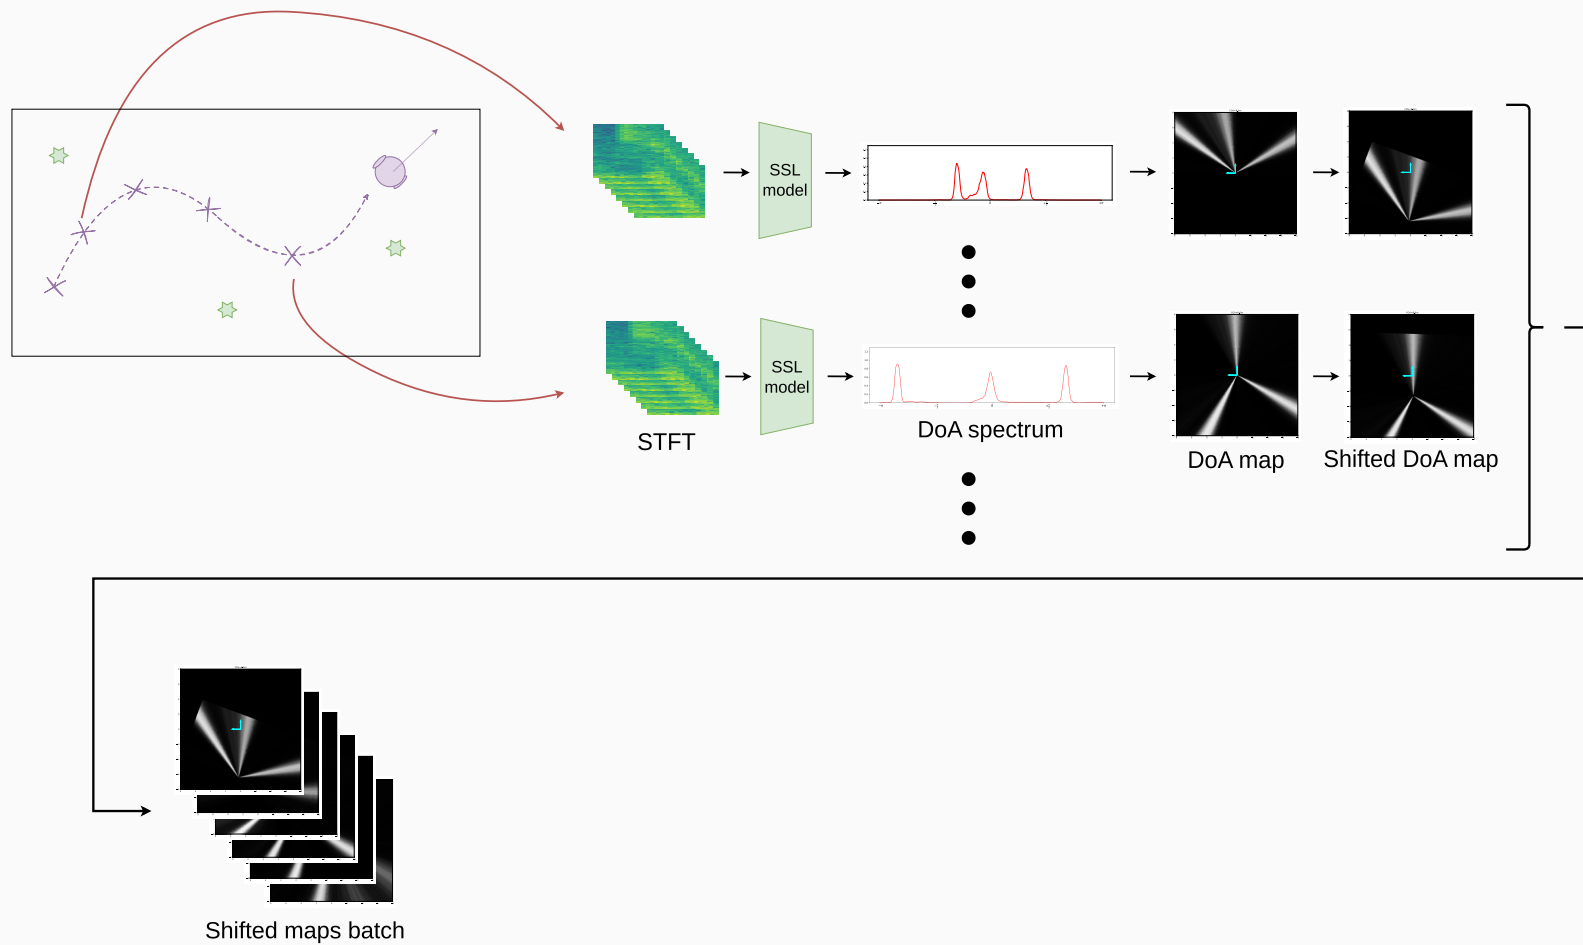 SSL
model
SSL
model
STFT
DoA spectrum
DoA map
Shifted DoA map
Shifted maps batch